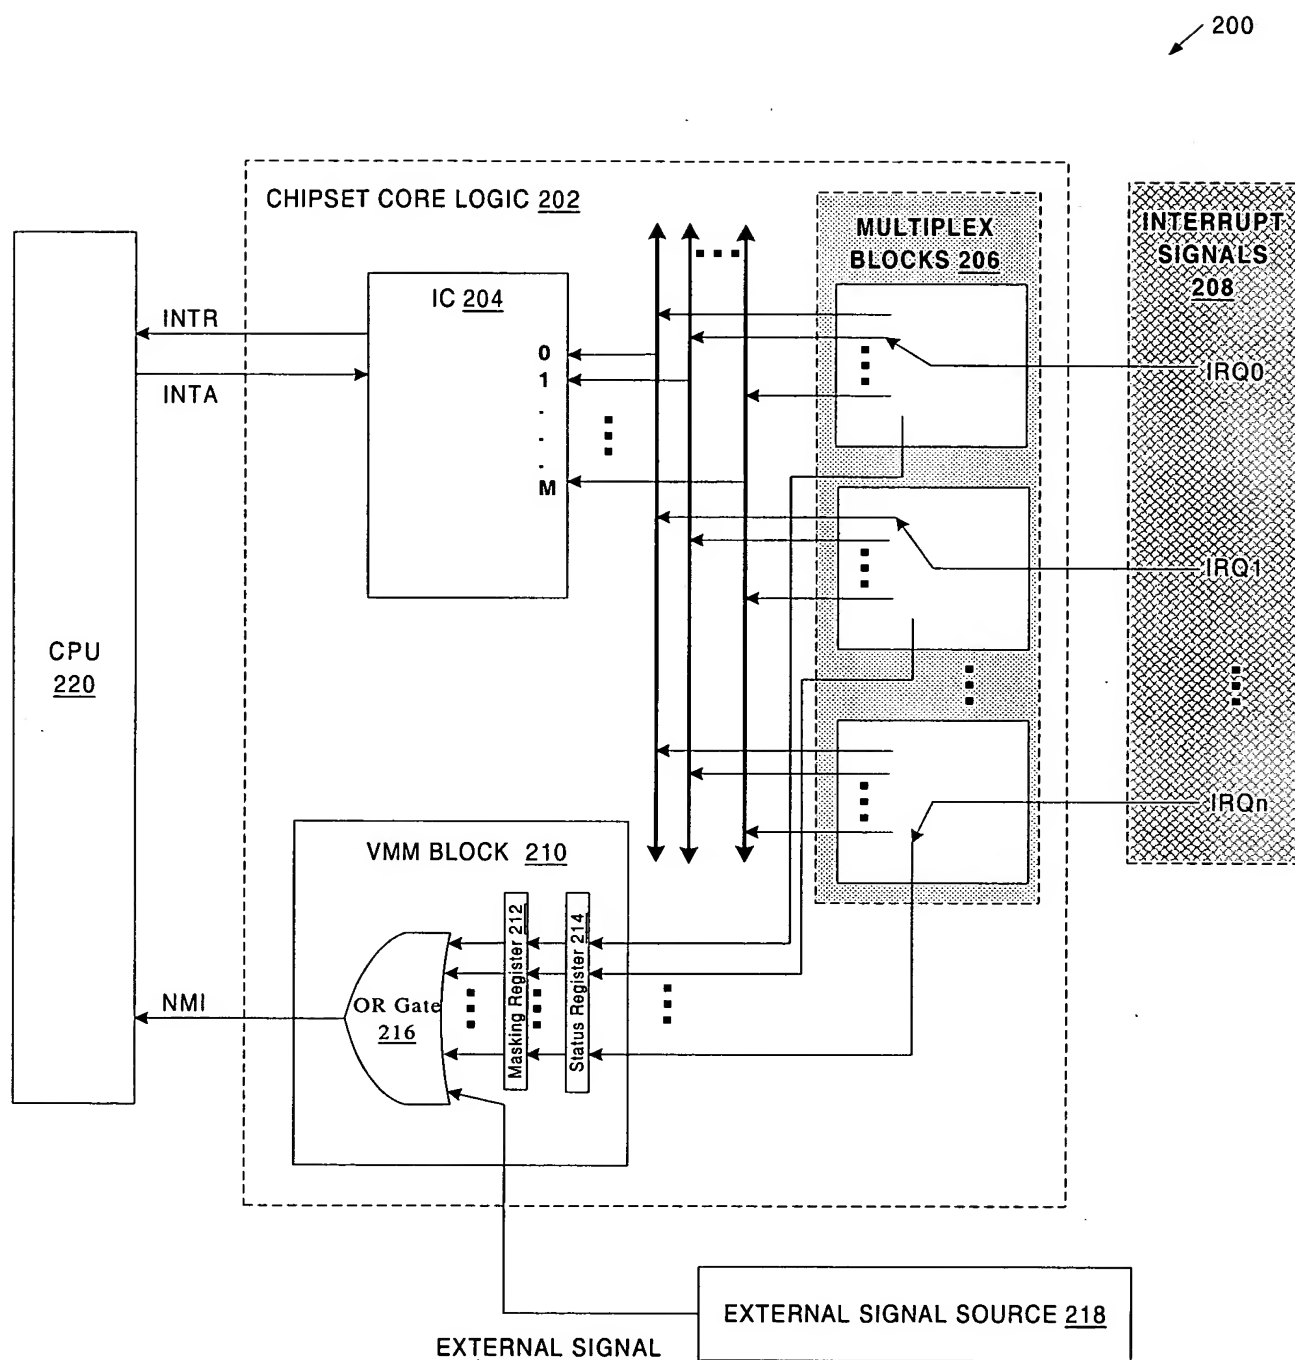 200
CHIPSET CORE LOGIC 202
MULTIPLEX
BLOCKS 206
INTERRUPT
SIGNALS
208
IC 204
INTR
INTA
0
1
.
.
.
M
IRQ0
IRQ1
IRQn
CPU
220
VMM BLOCK 210
Masking Register 212
Status Register 214
OR Gate
216
NMI
EXTERNAL SIGNAL SOURCE 218
EXTERNAL SIGNAL